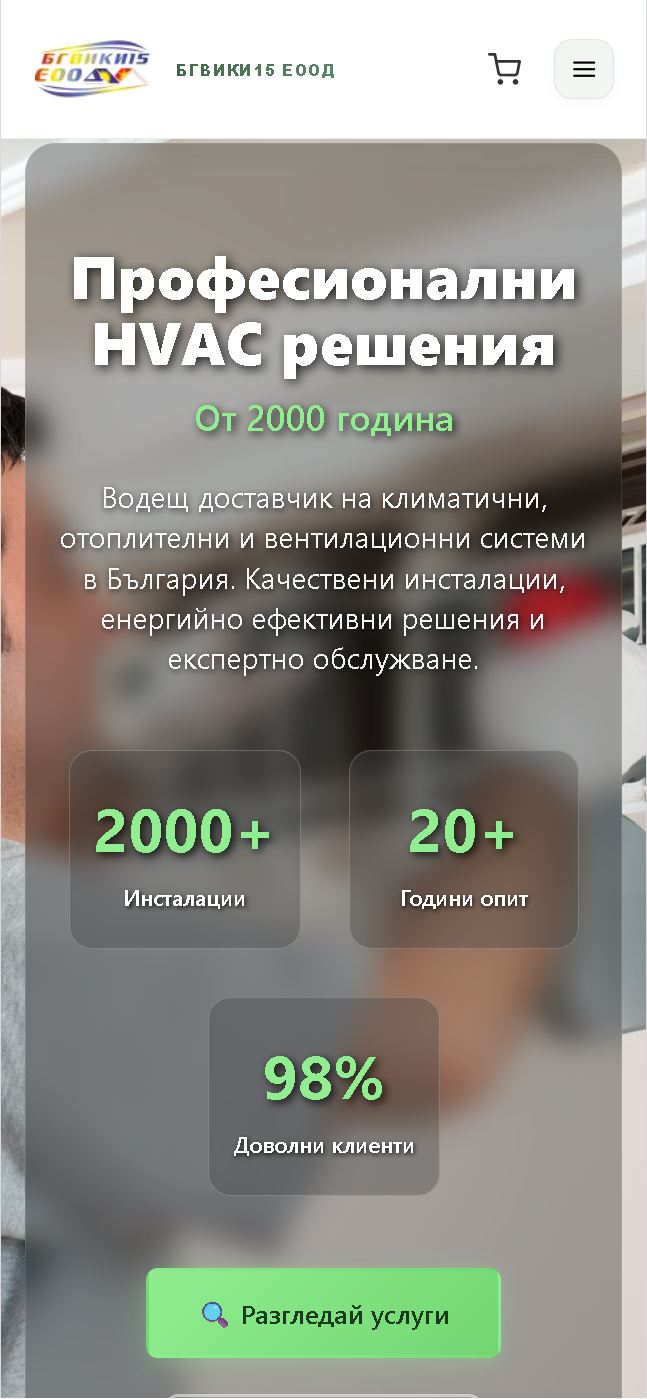 БГВИКИ15
ЕООД
БГВИКИ15 ЕООД
Професионални
HVAC решения
От 2000 година
Водещ доставчик на климатични,
отоплителни и вентилационни системи
в България. Качествени инсталации,
енергийно ефективни решения и
експертно обслужване.
2000+
Инсталации
20+
Години опит
98%
Доволни клиенти
🔍 Разгледай услуги